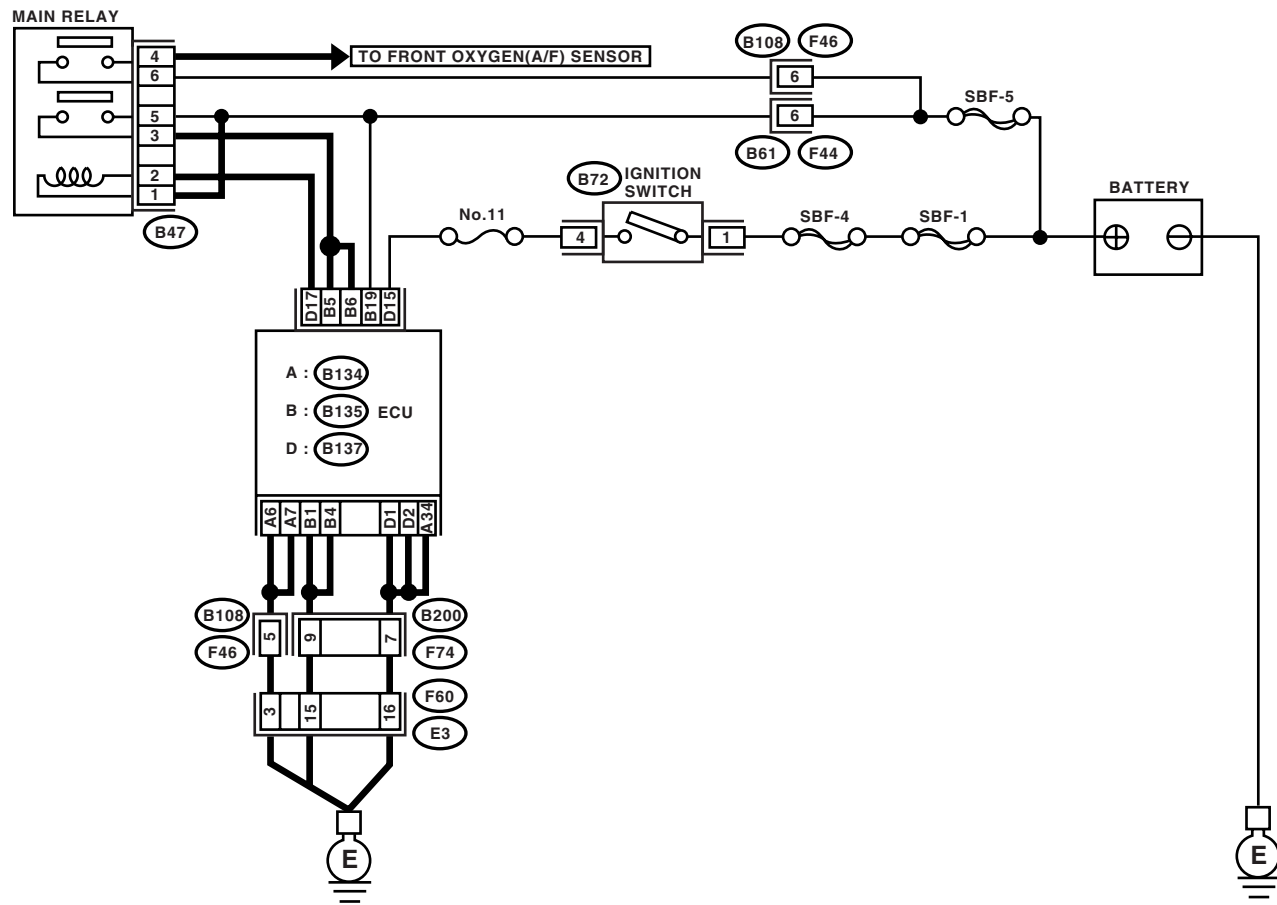 MAIN RELAY
4
TO FRONT OXYGEN(A/F) SENSOR
6
5
3
2
1
B47
B108 F46
6
6
B61 F44
SBF-5
B72 IGNITION
SWITCH
No.11
4
1
SBF-4
SBF-1
BATTERY
D17 B5 B6 B19 D15
A : B134
B : B135 ECU
D : B137
A6 A7 B1 B4 D1 D2 A34
B108
F46
5
9
7
B200
F74
3
15
16
F60
E3
E
E